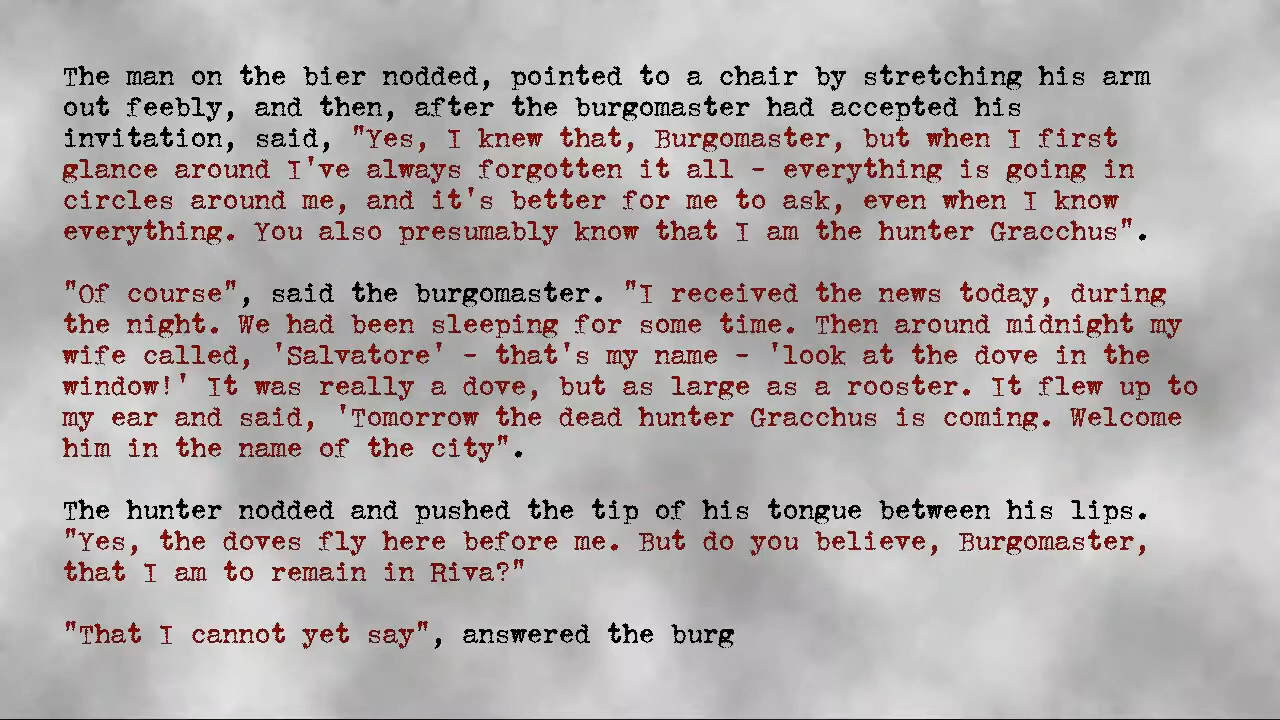 The man on the bier nodded, pointed to a chair by stretching his arm
out feebly, and then, after the burgomaster had accepted his
invitation, said, "Yes, I knew that, Burgomaster, but when I first
glance around I've always forgotten it all - everything is going in
circles around me, and it's better for me to ask, even when I know
everything. You also presumably know that I am the hunter Gracchus".
"Of course", said the burgomaster. "I received the news today, during
the night. We had been sleeping for some time. Then around midnight my
wife called, 'Salvatore' - that's my name - 'look at the dove in the
window!' It was really a dove, but as large as a rooster. It flew up to
my ear and said, 'Tomorrow the dead hunter Gracchus is coming. Welcome
him in the name of the city".
The hunter nodded and pushed the tip of his tongue between his lips.
"Yes, the doves fly here before me. But do you believe, Burgomaster,
that I am to remain in Riva?"
"That I cannot yet say", answered the burg